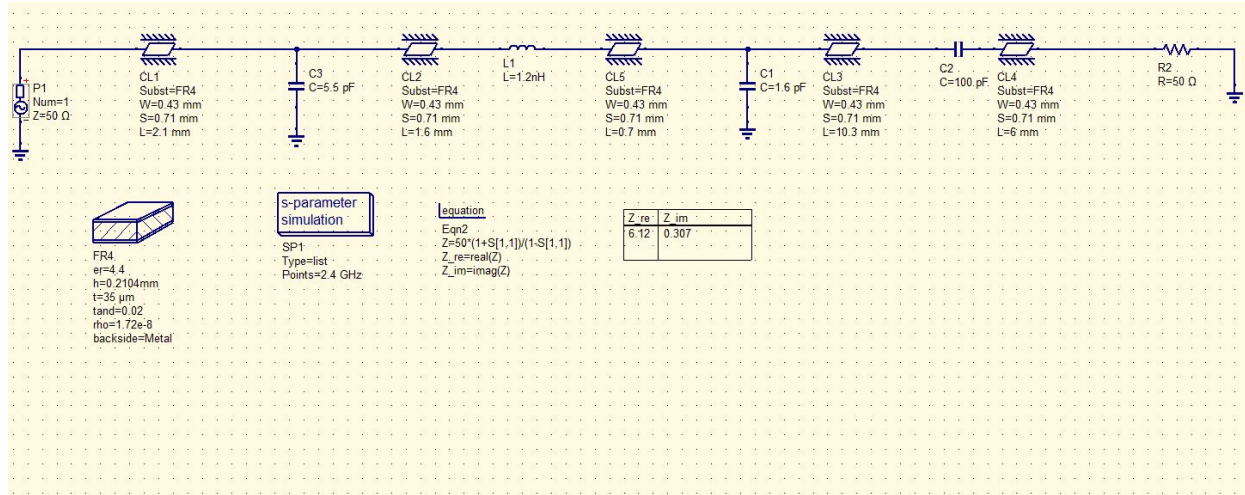 P1
Num=1
Z=50 Ω
CL1
Subst=FR4
W=0.43 mm
S=0.71 mm
L=2.1 mm
C3
C=5.5 pF
CL2
Subst=FR4
W=0.43 mm
S=0.71 mm
L=1.6 mm
L1
L=1.2nH
CL5
Subst=FR4
W=0.43 mm
S=0.71 mm
L=0.7 mm
C1
C=1.6 pF
CL3
Subst=FR4
W=0.43 mm
S=0.71 mm
L=10.3 mm
C2
C=100 pF
CL4
Subst=FR4
W=0.43 mm
S=0.71 mm
L=6 mm
R2
R=50 Ω
FR4
er=4.4
h=0.2104mm
t=35 µm
tand=0.02
rho=1.72e-8
backside=Metal
s-parameter
simulation
SP1
Type=list
Points=2.4 GHz
equation
Eqn2
Z=50*(1+S[1,1])/(1-S[1,1])
Z_re=real(Z)
Z_im=imag(Z)
Z_re Z_im
6.12 0.307